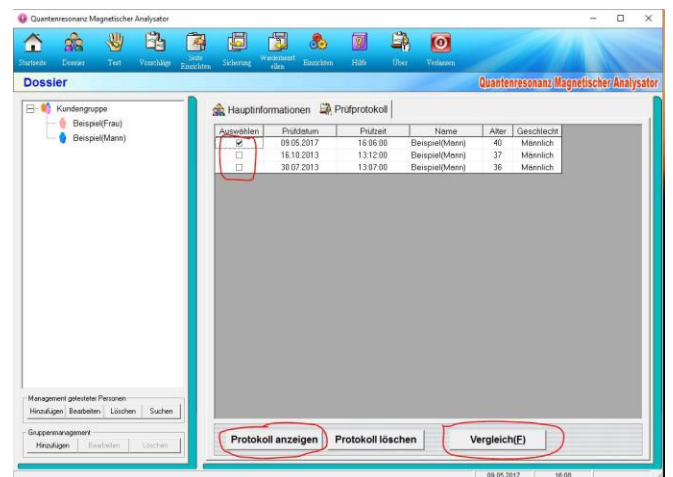 Quantenresonanz Magnetischer Analysator
Startseite Dossier Test Vorschläge Seite Einrichten Sicherung Wiederherstellen Einrichten Hilfe Über Verlassen
Dossier Quantenresonanz Magnetischer Analysator
Kundengruppe
Beispiel(Frau)
Beispiel(Mann)
Hauptinformationen Prüfprotokoll
Auswählen Prüfdatum Prüfzeit Name Alter Geschlecht
09.05.2017 16:06:00 Beispiel(Mann) 40 Männlich
16.10.2013 13:12:00 Beispiel(Mann) 37 Männlich
30.07.2013 13:07:00 Beispiel(Mann) 36 Männlich
Management getesteter Personen
Hinzufügen Bearbeiten Löschen Suchen
Gruppenmanagement
Hinzufügen Bearbeiten Löschen
Protokoll anzeigen Protokoll löschen Vergleich(F)
09.05.2017 16:08